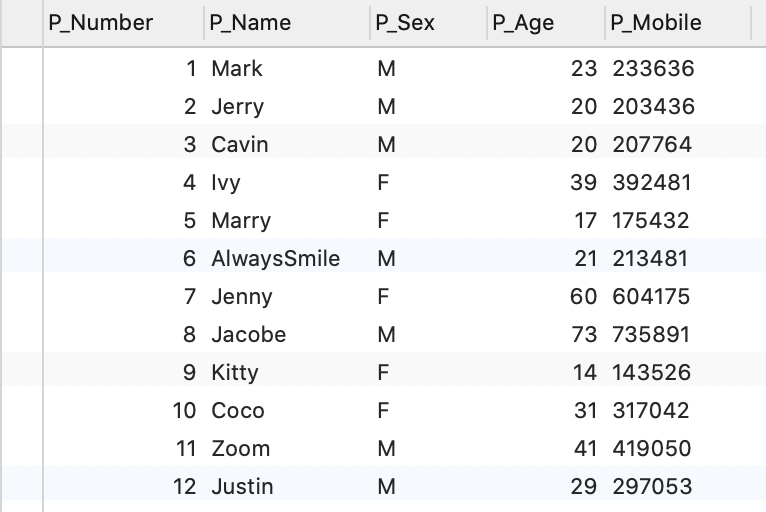 P_Number P_Name P_Sex P_Age P_Mobile
1 Mark M 23 233636
2 Jerry M 20 203436
3 Cavin M 20 207764
4 Ivy F 39 392481
5 Marry F 17 175432
6 AlwaysSmile M 21 213481
7 Jenny F 60 604175
8 Jacobe M 73 735891
9 Kitty F 14 143526
10 Coco F 31 317042
11 Zoom M 41 419050
12 Justin M 29 297053